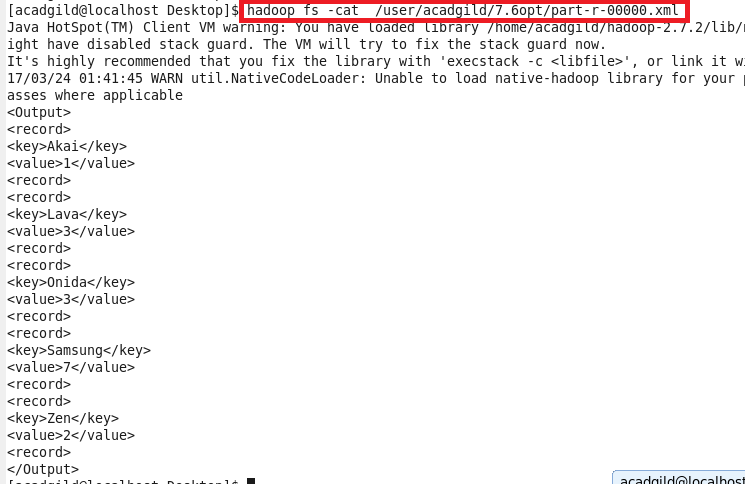 [acadgild@localhost Desktop]$ hadoop fs -cat  /user/acadgild/7.6opt/part-r-00000.xml
Java HotSpot(TM) Client VM warning: You have loaded library /home/acadgild/hadoop-2.7.2/lib/
ight have disabled stack guard. The VM will try to fix the stack guard now.
It's highly recommended that you fix the library with 'execstack -c <libfile>', or link it
17/03/24 01:41:45 WARN util.NativeCodeLoader: Unable to load native-hadoop library for your
asses where applicable
<Output>
<record>
<key>Akai</key>
<value>1</value>
<record>
<record>
<key>Lava</key>
<value>3</value>
<record>
<record>
<key>Onida</key>
<value>3</value>
<record>
<record>
<key>Samsung</key>
<value>7</value>
<record>
<record>
<key>Zen</key>
<value>2</value>
<record>
</Output>
[acadgild@localhost Desktop]$
acadgild@localhost